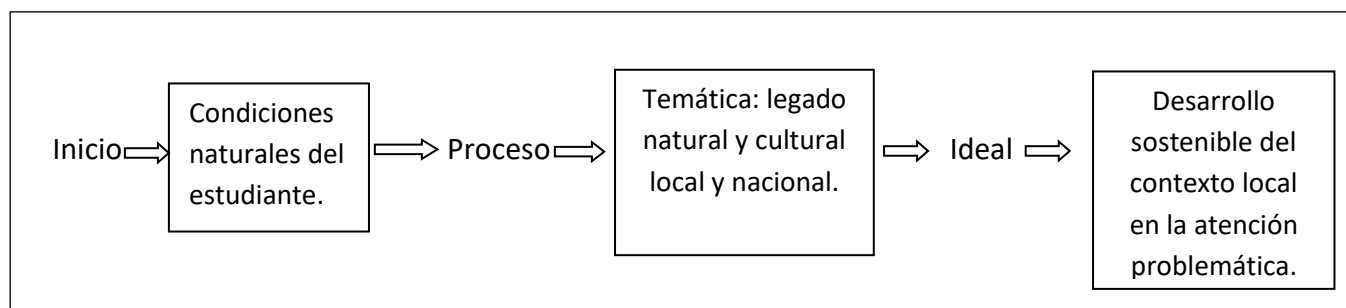 Inicio
Condiciones
naturales del
estudiante.
Proceso
Temática: legado
natural y cultural
local y nacional.
Ideal
Desarrollo
sostenible del
contexto local
en la atención
problemática.